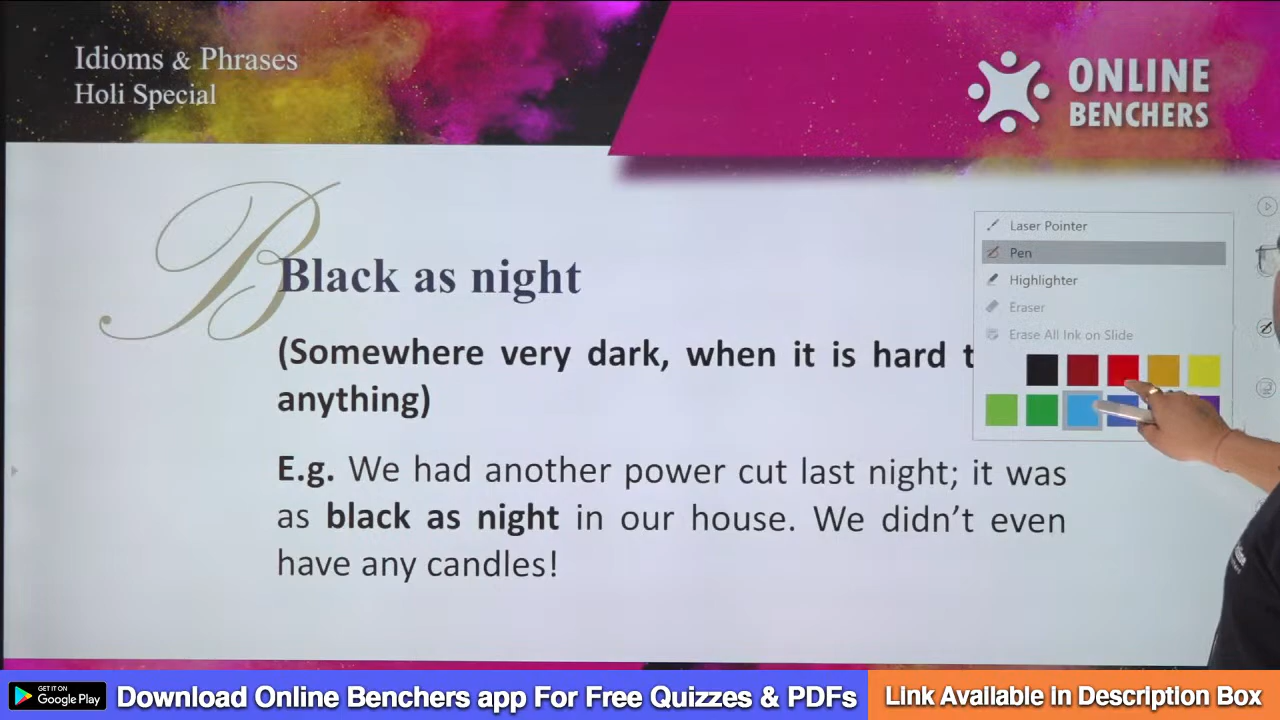 Idioms & Phrases
Holi Special
ONLINE
BENCHERS
B
Black as night
(Somewhere very dark, when it is hard t
anything)
E.g. We had another power cut last night; it was
as black as night in our house. We didn't even
have any candles!
Laser Pointer
Pen
Highlighter
Eraser
Erase All Ink on Slide
GET IT ON
Google Play
Download Online Benchers app For Free Quizzes & PDFs
Link Available In Description Box